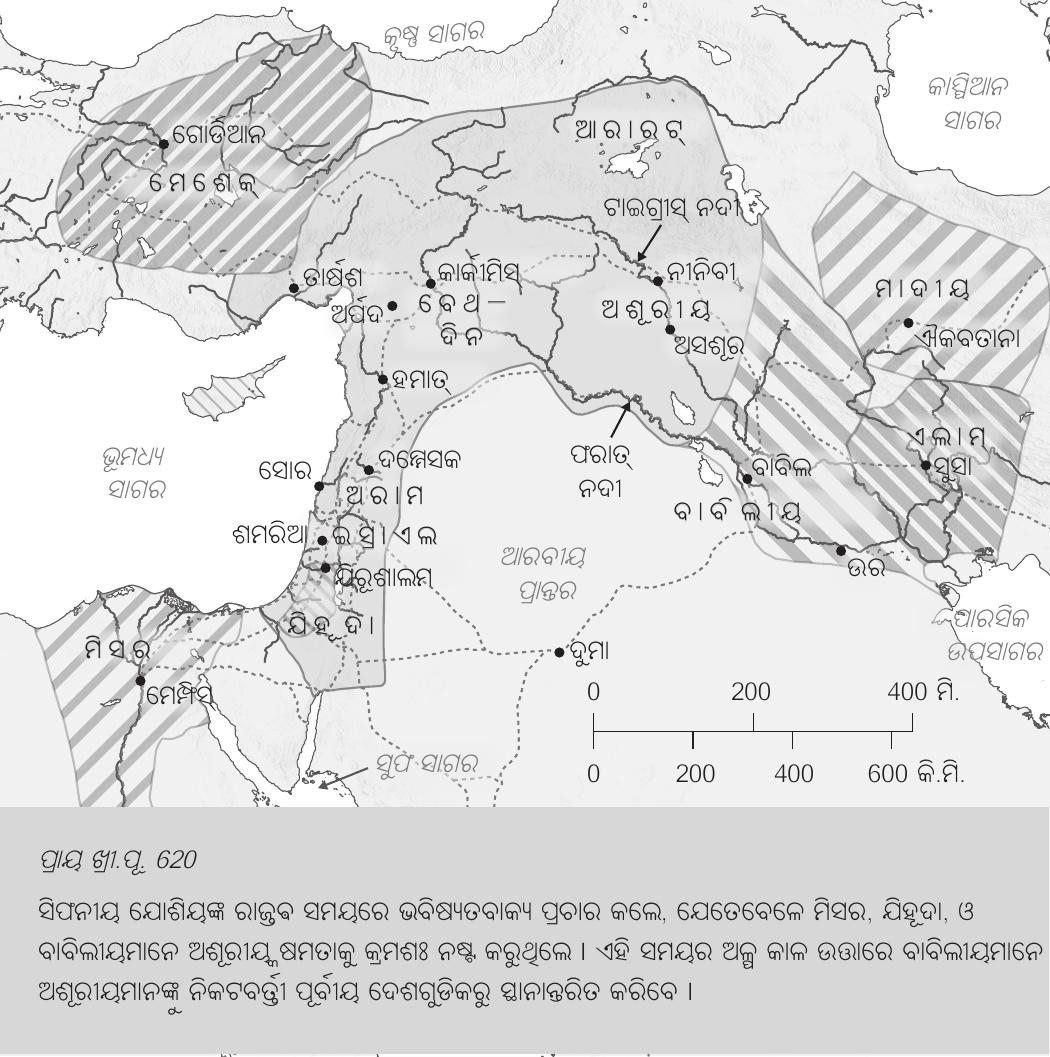 କୃଷ୍ଣ ସାଗର
କାସ୍ପିଆନ
ସାଗର
ଗୋର୍ଡିଆନ
ମେଶେକ୍
ଆରାରଟ୍
ଟାଇଗ୍ରୀସ୍ ନଦୀ
ତାର୍ଷଶ
କାର୍କୀମିସ୍
ନୀନିବୀ
ଅର୍ପଦ
ବେଥ –
ଦିନ
ଅଶୂରୀୟ
ମାଦୀୟ
ଐକବତାନା
ଅସଶୂର
ହମାତ୍
ଭୂମଧ୍ୟ
ସାଗର
ସୋର
ଦମ୍ମେସକ
ଅରାମ
ଫରାତ୍
ନଦୀ
ବାବିଲ
ଏଲାମ୍
ସୁସା
ବାବିଲୀୟ
ଶମରିଆ
ଇସ୍ରାଏଲ
ଯିରୁଶାଲମ୍
ଆରବୀୟ
ପ୍ରାନ୍ତର
ଉର
ଯିହୂଦା
ମିସର
ମେମ୍ଫିସ
ଦୁମା
ପାରସିକ
ଉପସାଗର
ସୁଫ ସାଗର
0 200 400 ମି.
0 200 400 600 କି.ମି.
ପ୍ରାୟ ଖ୍ରୀ.ପୂ. 620
ସିଫନୀୟ ଯୋଶିୟଙ୍କ ରାଜୁତ୍ଵ ସମୟରେ ଭବିଷ୍ୟତବାକ୍ୟ ପ୍ରଚାର କଲେ, ଯେତେବେଳେ ମିସର, ଯିହୂଦା, ଓ
ବାବିଲୀୟମାନେ ଅଶୂରୀୟ କ୍ଷମତାକୁ କ୍ରମଶଃ ନଷ୍ଟ କରୁଥିଲେ । ଏହି ସମୟର ଅଳ୍ପ କାଳ ଉତ୍ତାରେ ବାବିଲୀୟମାନେ
ଅଶୂରୀୟମାନଙ୍କୁ ନିକଟବର୍ତ୍ତୀ ପୂର୍ବୀୟ ଦେଶଗୁଡିକରୁ ସ୍ଥାନାନ୍ତରିତ କରିବେ ।